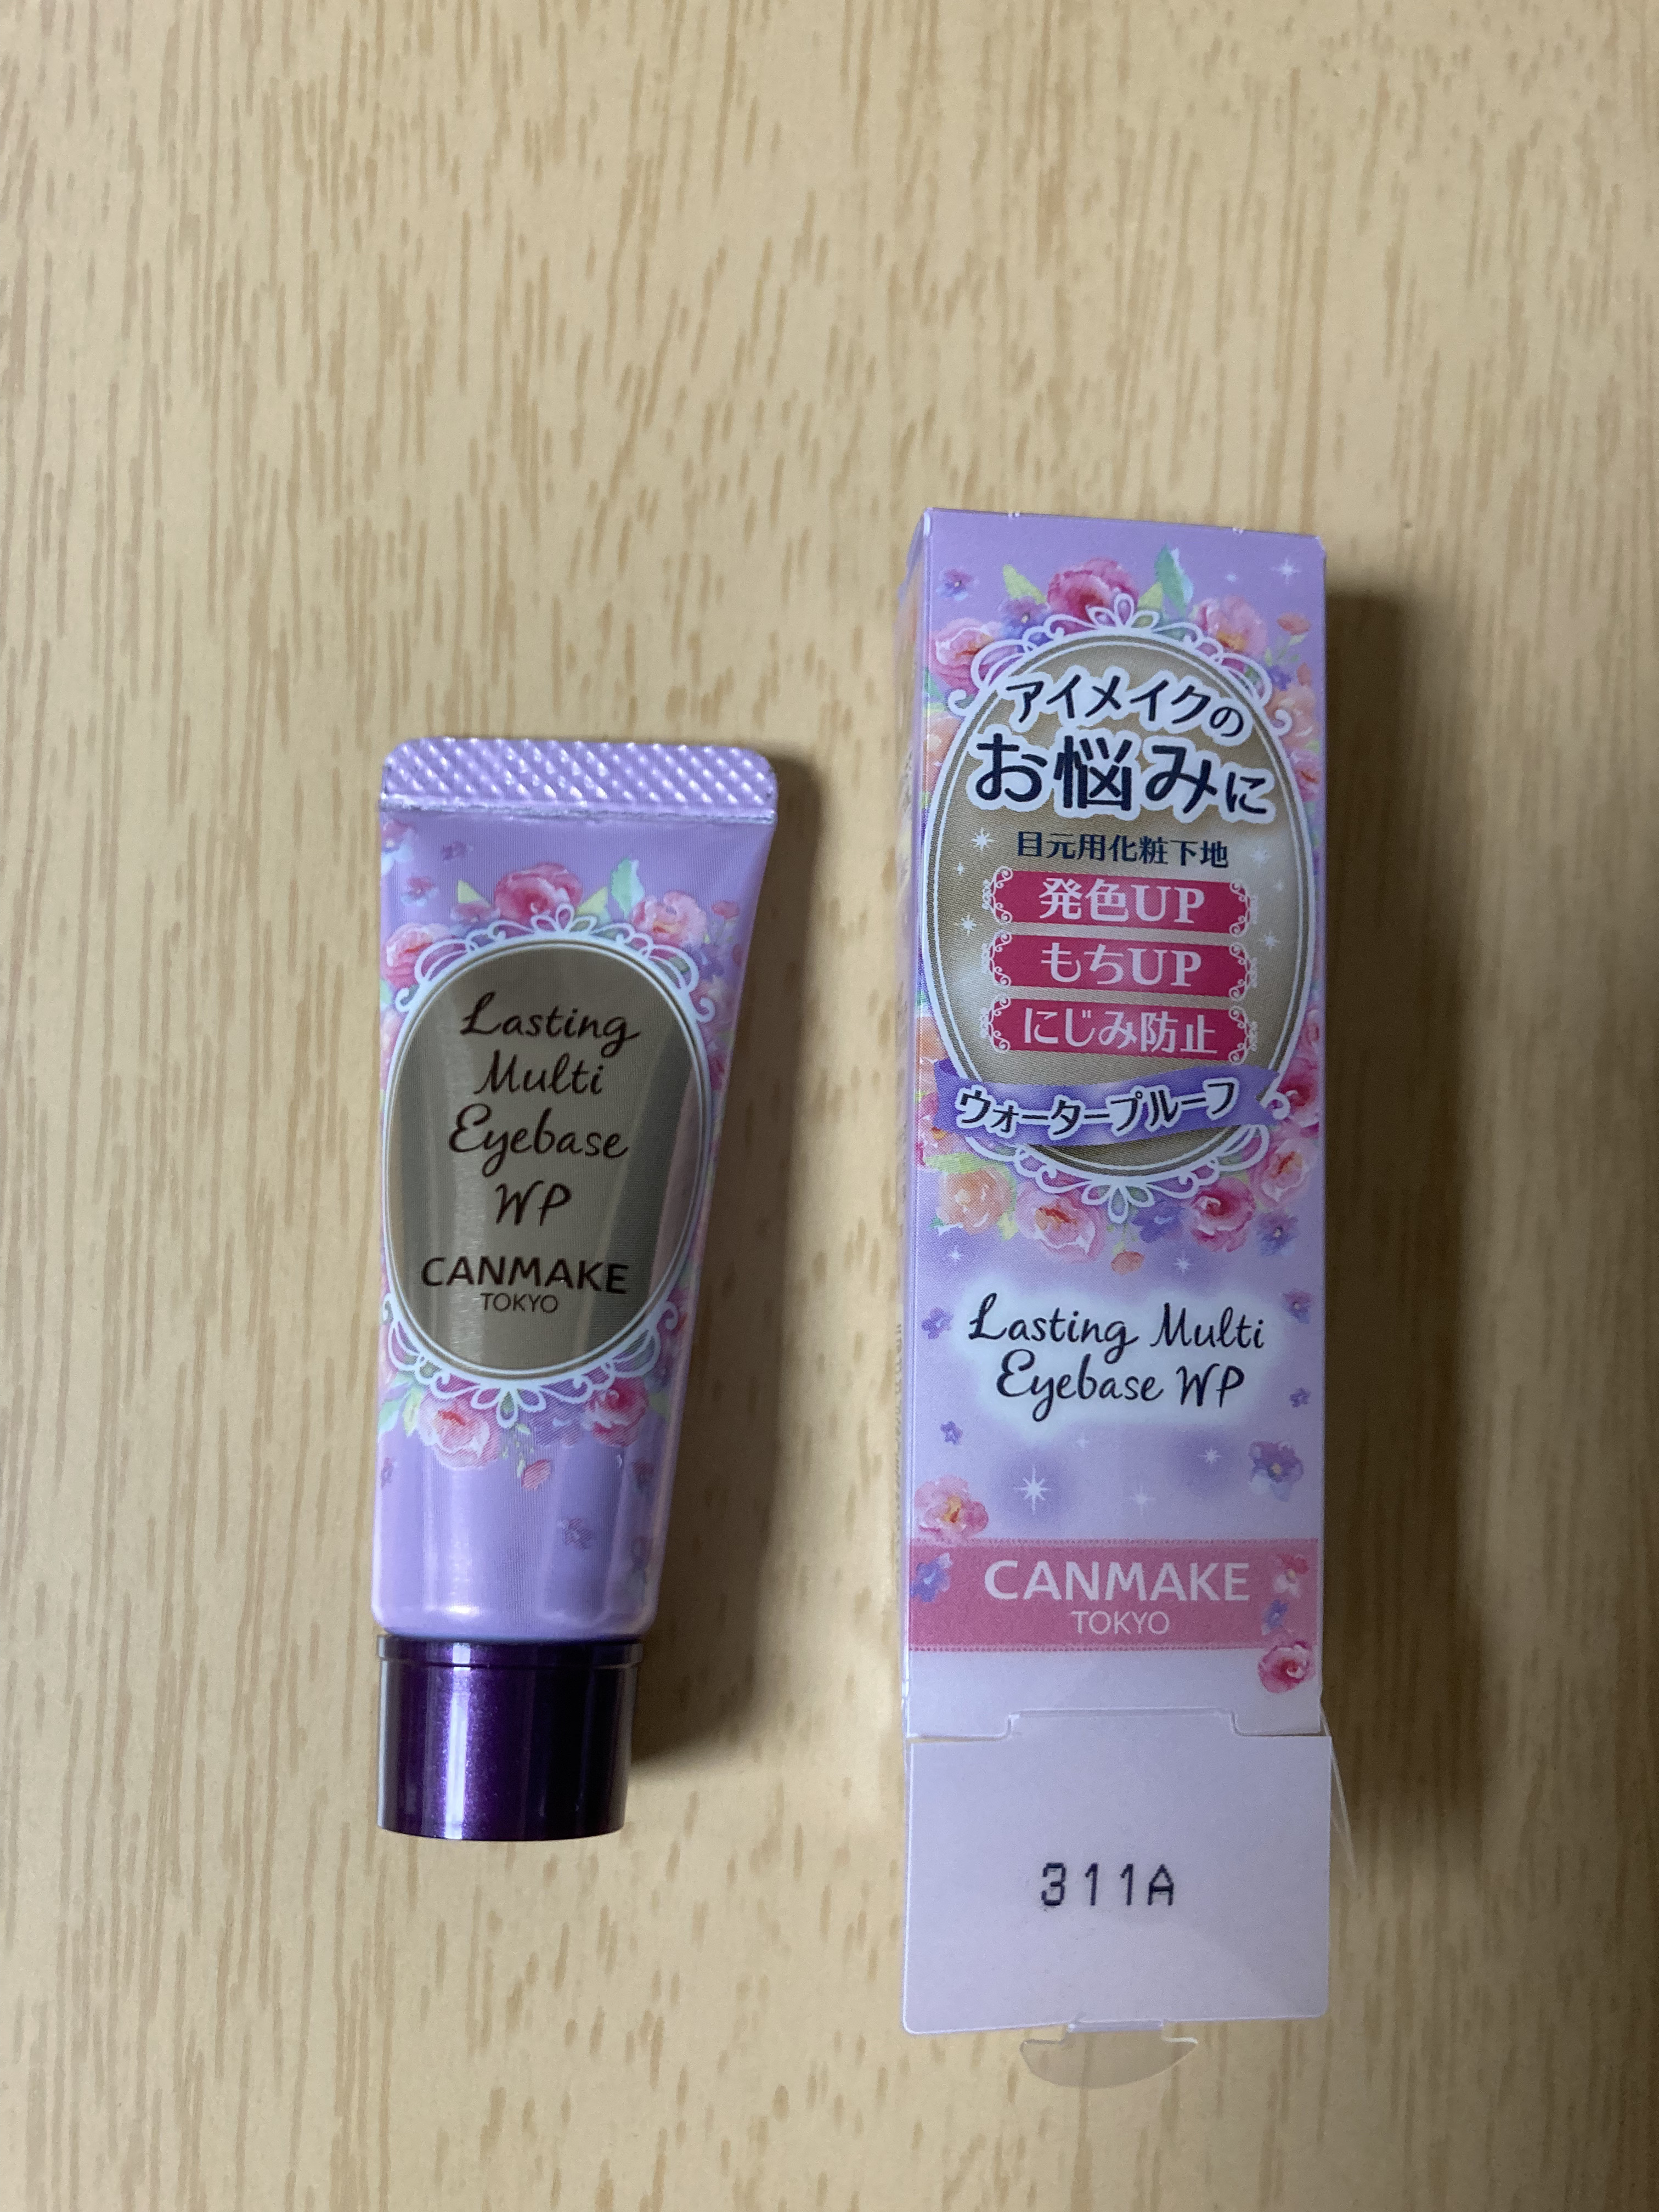 Lasting
Multi
Eyebase
WP
CANMAKE
TOKYO
アイメイクの
お悩みに
目元用化粧下地
発色UP
もちUP
にじみ防止
ウォータープルーフ
Lasting Multi
Eyebase WP
CANMAKE
TOKYO
311A